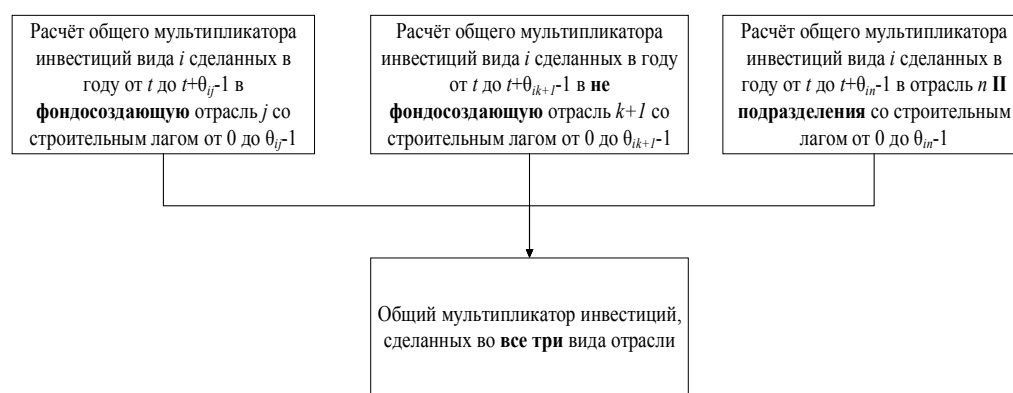 Расчёт общего мультипликатора
инвестиций вида i сделанных в
году от t до t+θij-1 в
фондосоздающую отрасль j со
строительным лагом от 0 до θij-1
Расчёт общего мультипликатора
инвестиций вида i сделанных в году
от t до t+θik+1-1 в не
фондосоздающую отрасль k+1 со
строительным лагом от 0 до θik+1-1
Расчёт общего мультипликатора
инвестиций вида i сделанных в
году от t до t+θin-1 в отрасль n II
подразделения со строительным
лагом от 0 до θin-1
Общий мультипликатор инвестиций,
сделанных во все три вида отрасли